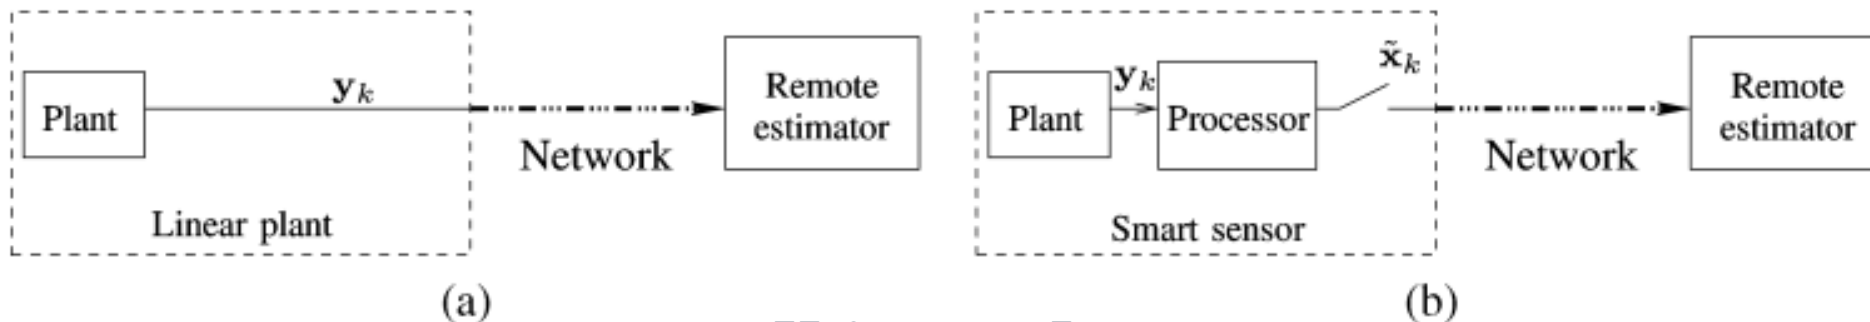 Plant
y_k
Network
Remote
estimator
Linear plant
(a)
Plant
y_k
Processor
x̃_k
Network
Remote
estimator
Smart sensor
(b)